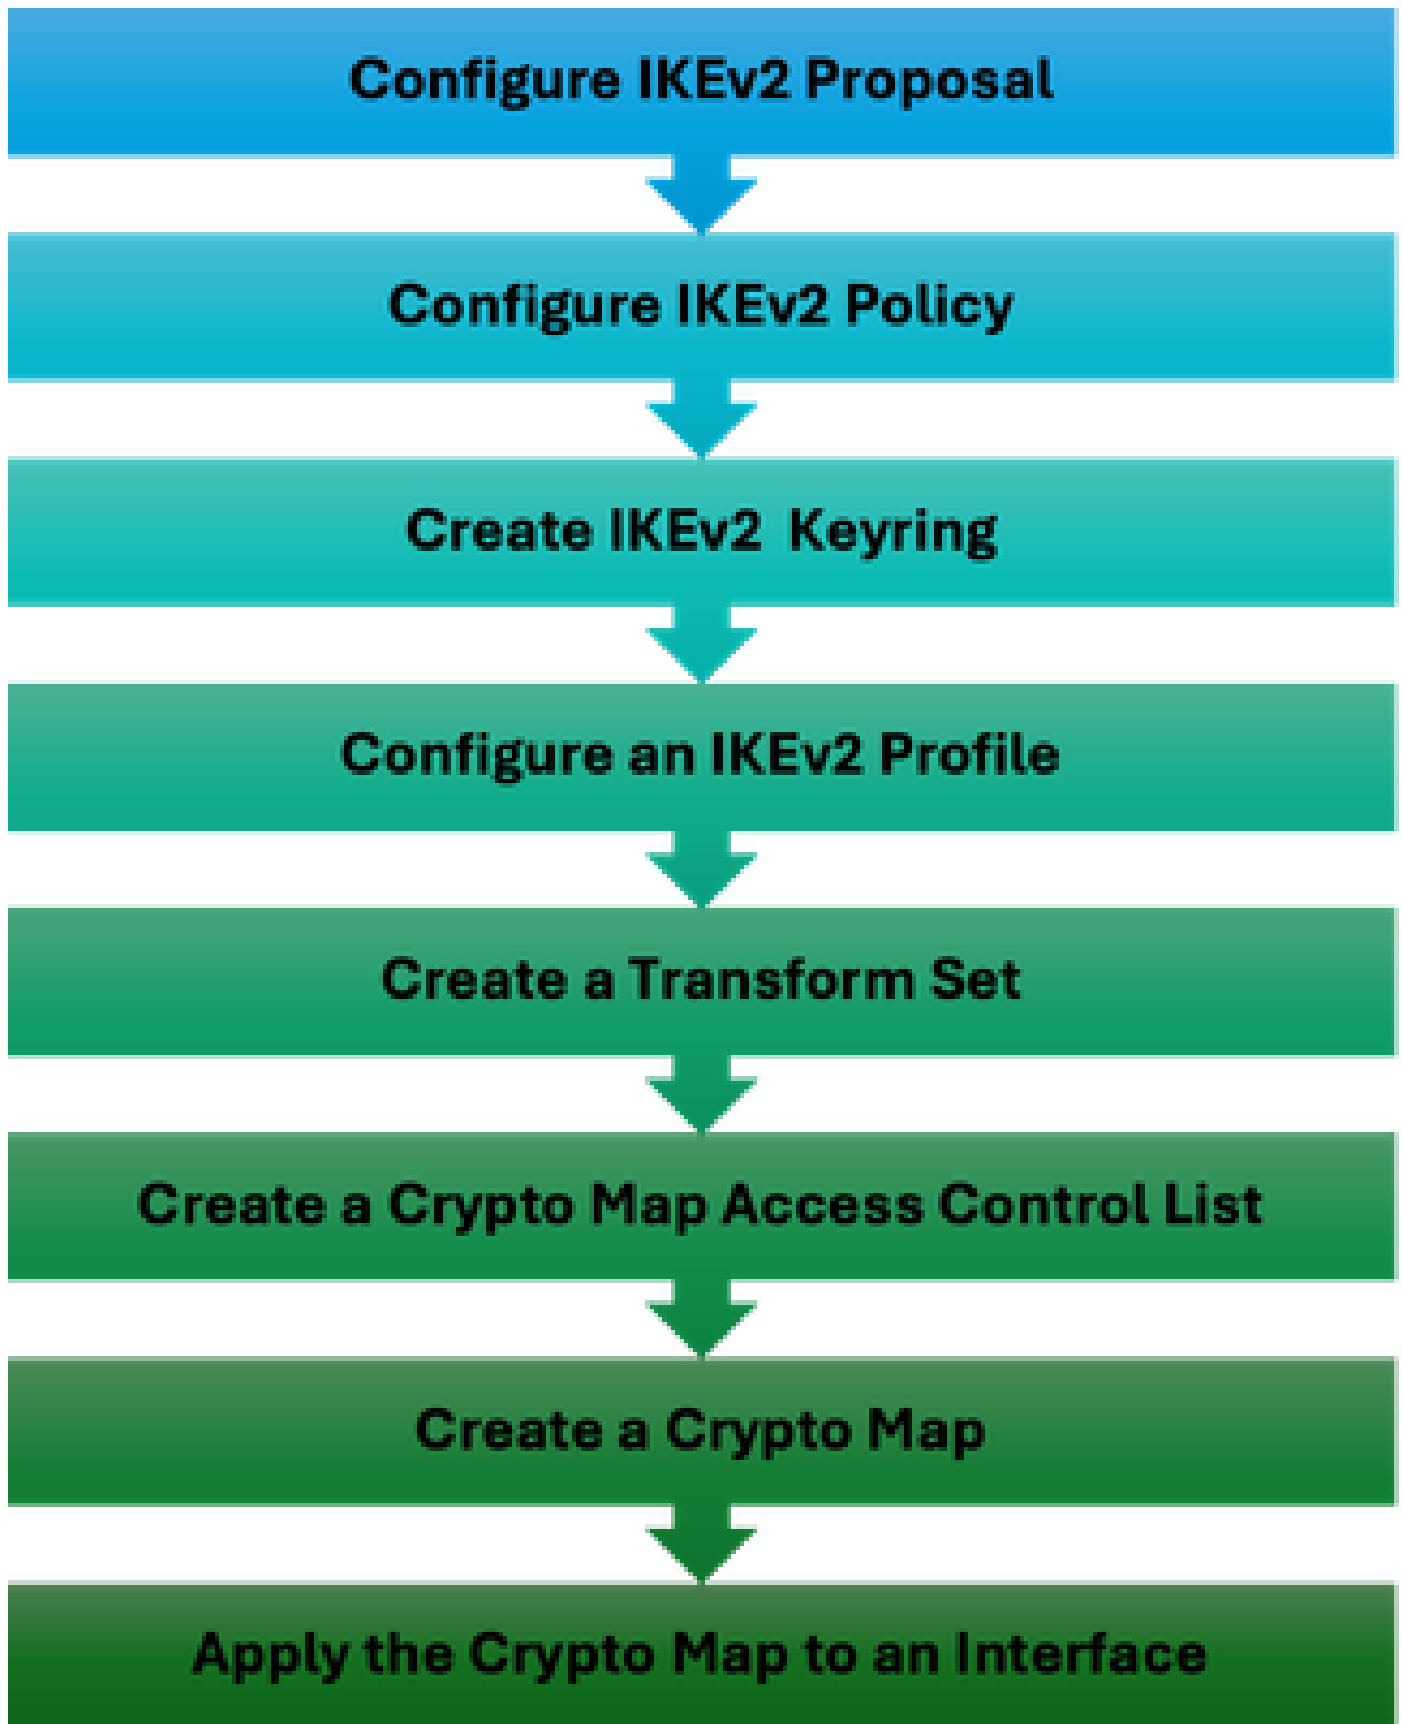 Configure IKEv2 Proposal
Configure IKEv2 Policy
Create IKEv2  Keyring
Configure an IKEv2 Profile
Create a Transform Set
Create a Crypto Map Access Control List
Create a Crypto Map
Apply the Crypto Map to an Interface